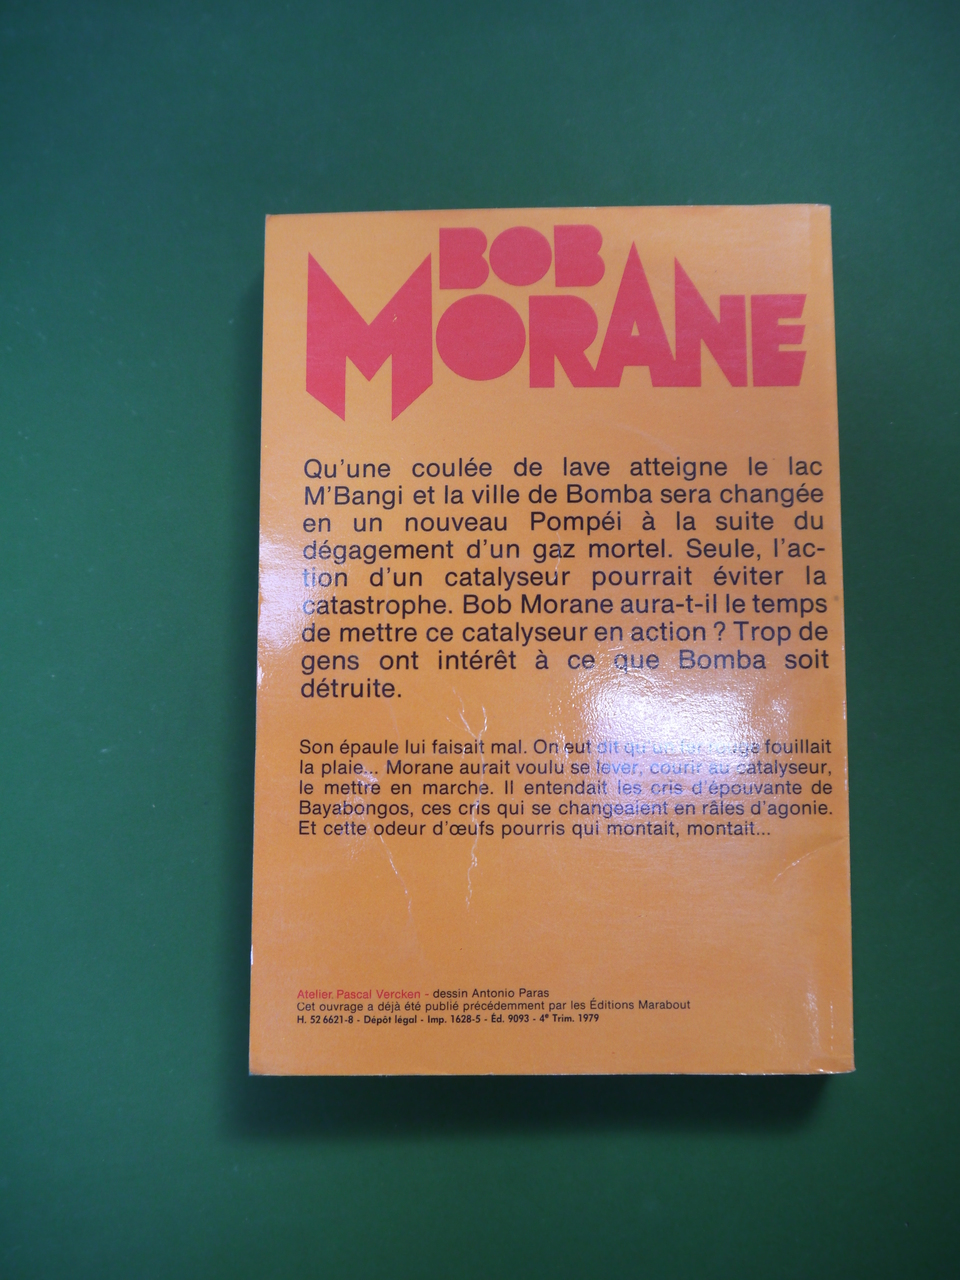 BOB
MORANE
Qu'une coulée de lave atteigne le lac
M'Bangi et la ville de Bomba sera changée
en un nouveau Pompéi à la suite du
dégagement d'un gaz mortel. Seule, l'ac-
tion d'un catalyseur pourrait éviter la
catastrophe. Bob Morane aura-t-il le temps
de mettre ce catalyseur en action ? Trop de
gens ont intérêt à ce que Bomba soit
détruite.
Son épaule lui faisait mal. On eut dit qu'un fer rouge fouillait
la plaie... Morane aurait voulu se lever, courir au catalyseur,
le mettre en marche. Il entendait les cris d'épouvante de
Bayabongos, ces cris qui se changeaient en râles d'agonie.
Et cette odeur d'œufs pourris qui montait, montait...
Atelier Pascal Vercken - dessin Antonio Paras
Cet ouvrage a déjà été publié précédemment par les Éditions Marabout
H. 52 6621-8 - Dépôt légal - Imp. 1628-5 - Éd. 9093 - 4e Trim. 1979